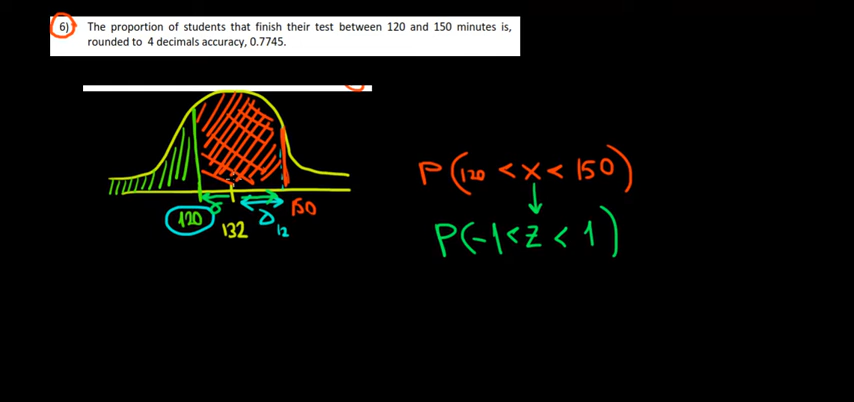 6) The proportion of students that finish their test between 120 and 150 minutes is,
rounded to 4 decimals accuracy, 0.7745.
P(120 < x < 150)
120 132 12 150
P(-1 < z < 1)